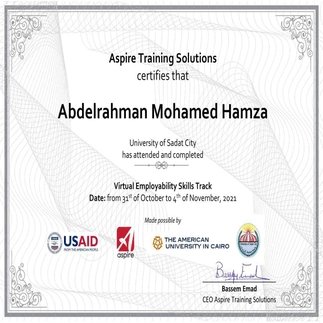 Aspire Training Solutions
certifies that
Abdelrahman Mohamed Hamza
University of Sadat City
has attended and completed
Virtual Employability Skills Track
Date: from 31st of October to 4th of November, 2021
Made possible by
USAID
FROM THE AMERICAN PEOPLE
aspire
THE AMERICAN
UNIVERSITY IN CAIRO
Bassem Emad
CEO Aspire Training Solutions